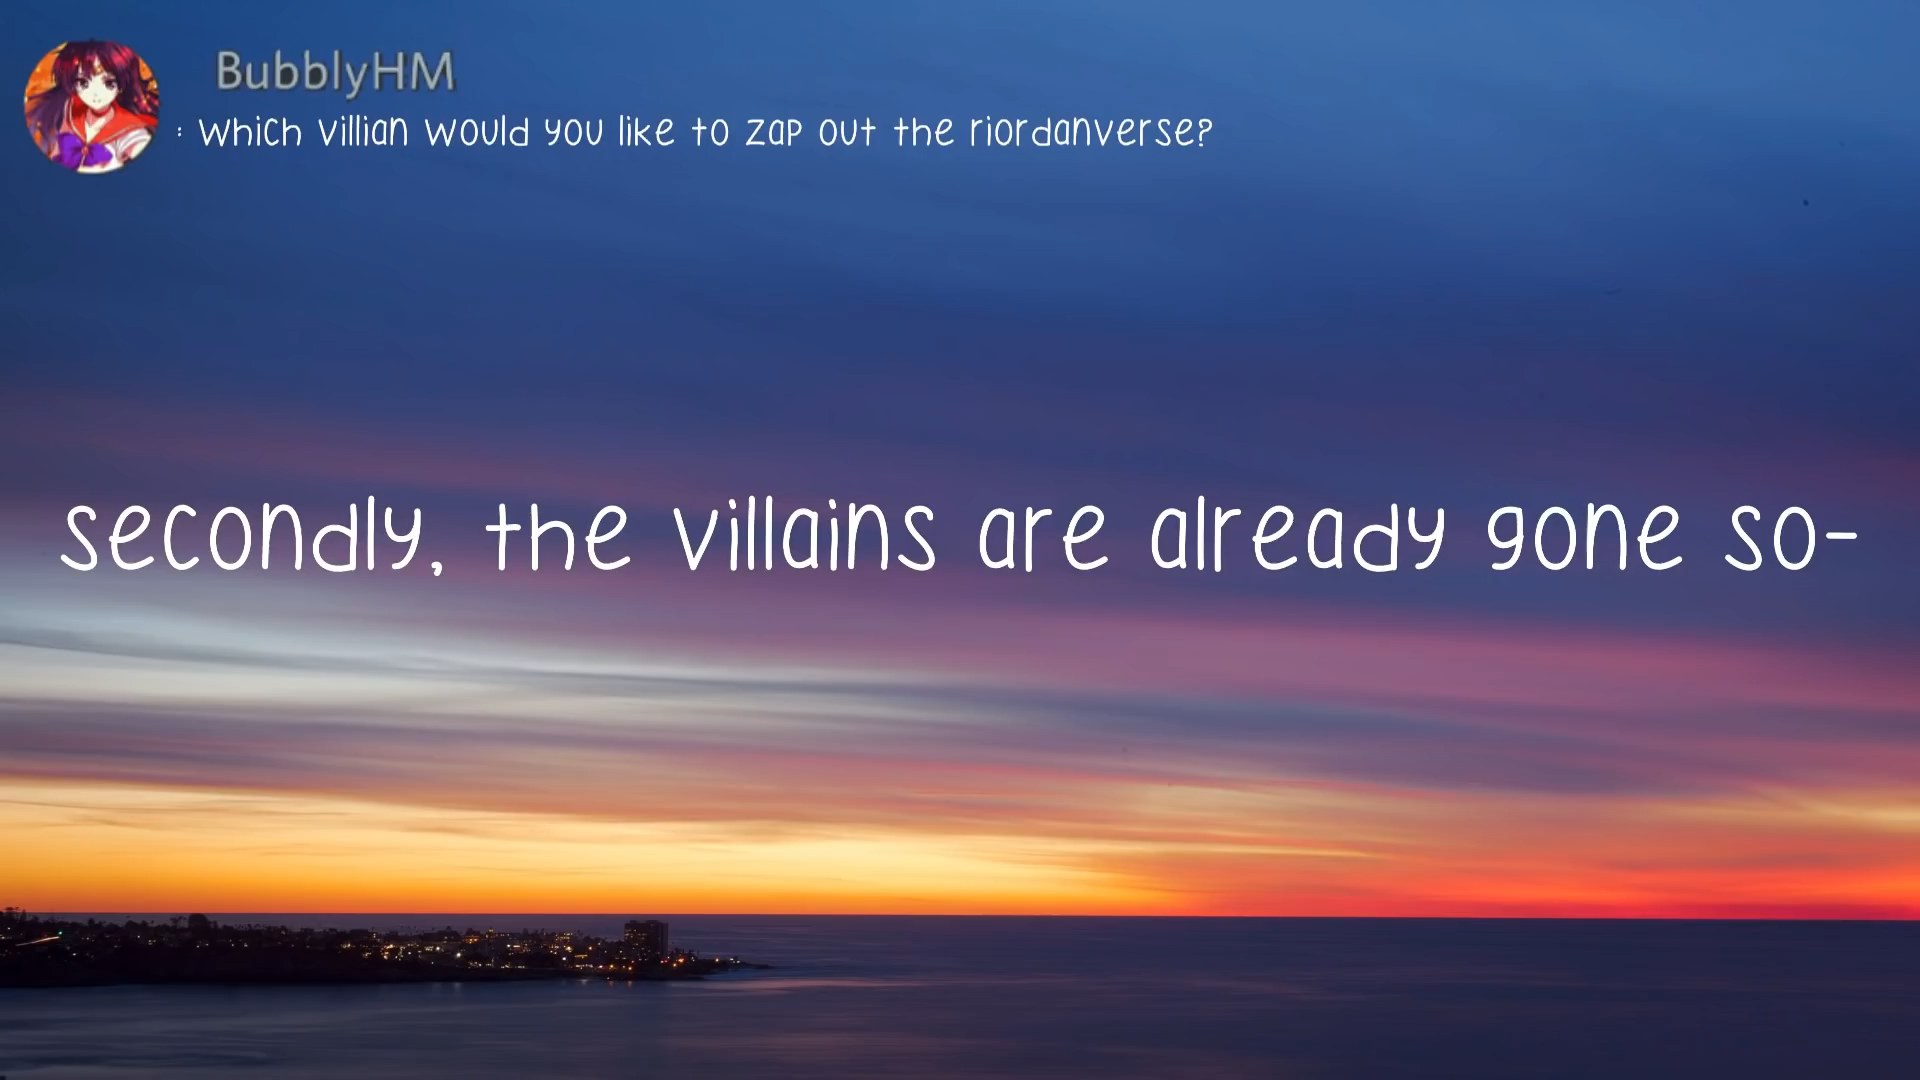 BubblyHM
: Which villian would you like to zap out the riordanverse?
secondly, the villains are already gone so-